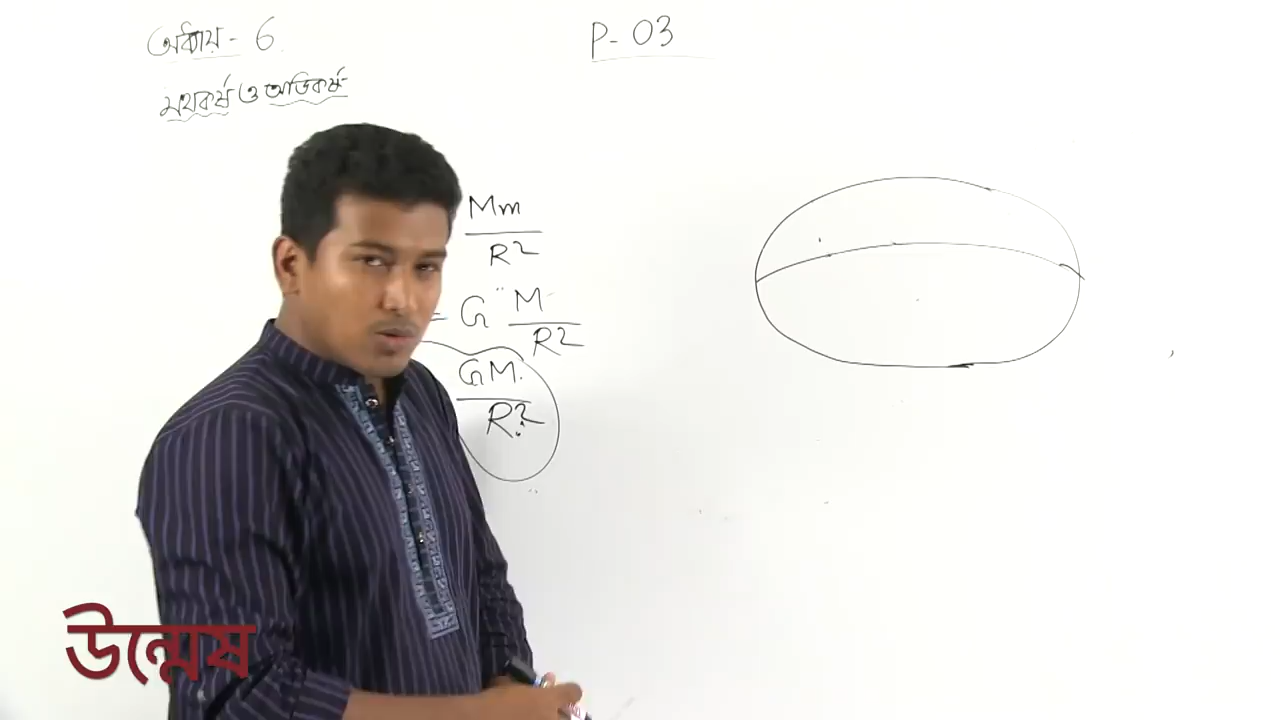 অধ্যায় - 6
P- 03
মহাকর্ষ ও অভিকর্ষ
Mm
R2
= G M
R2
GM
R2
উন্মেষ